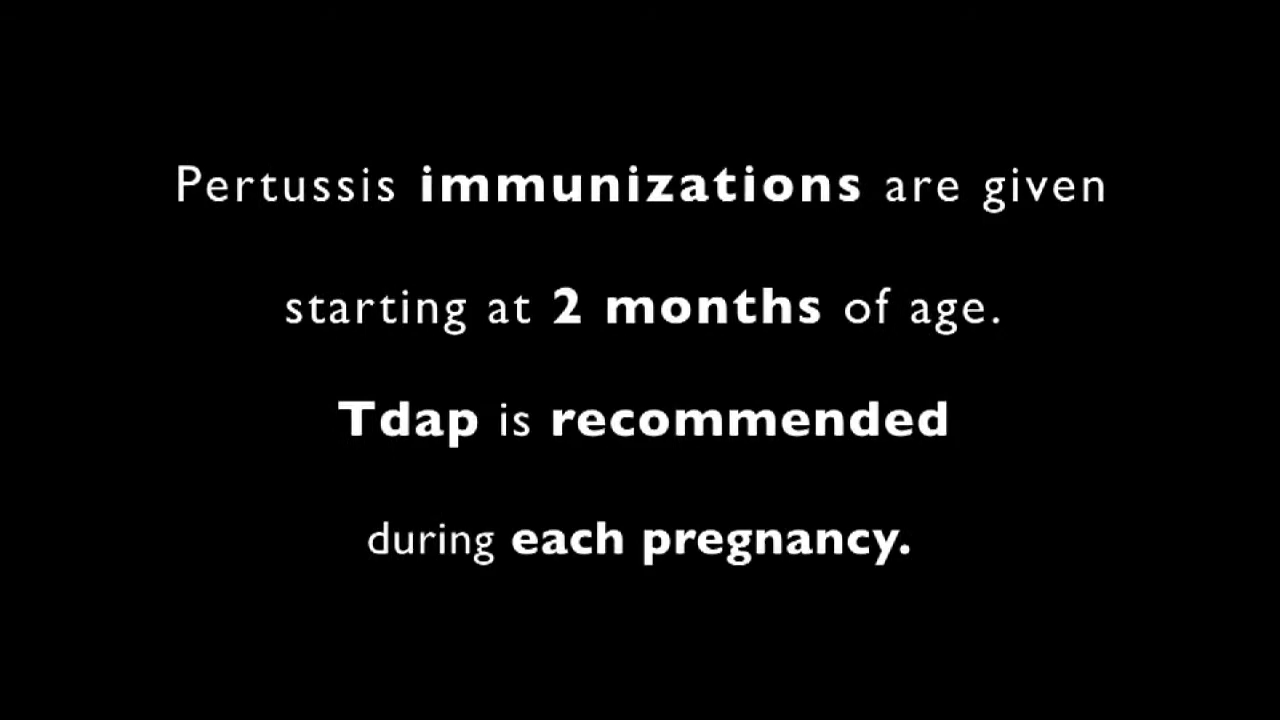 Pertussis immunizations are given
starting at 2 months of age.
Tdap is recommended
during each pregnancy.